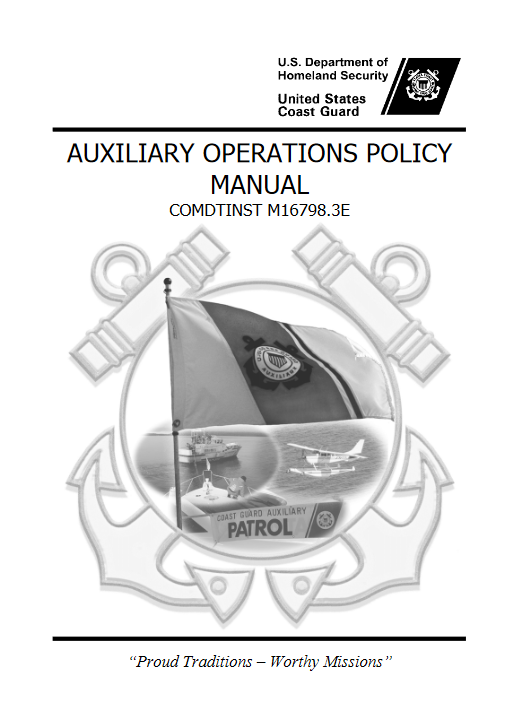 U.S. Department of
Homeland Security
United States
Coast Guard
AUXILIARY OPERATIONS POLICY
MANUAL
COMDTINST M16798.3E
AUXILIARY
COAST GUARD AUXILIARY
PATROL
“Proud Traditions – Worthy Missions”